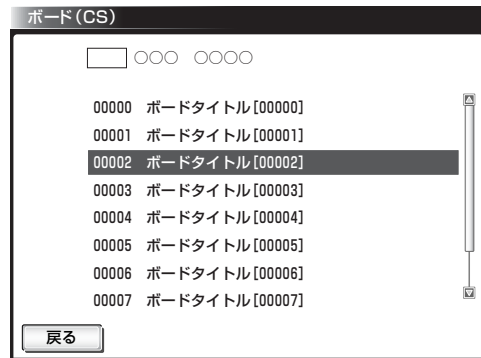 ボード(CS)
○○○ ○○○○
00000 ボードタイトル[00000]
00001 ボードタイトル[00001]
00002 ボードタイトル[00002]
00003 ボードタイトル[00003]
00004 ボードタイトル[00004]
00005 ボードタイトル[00005]
00006 ボードタイトル[00006]
00007 ボードタイトル[00007]
戻る